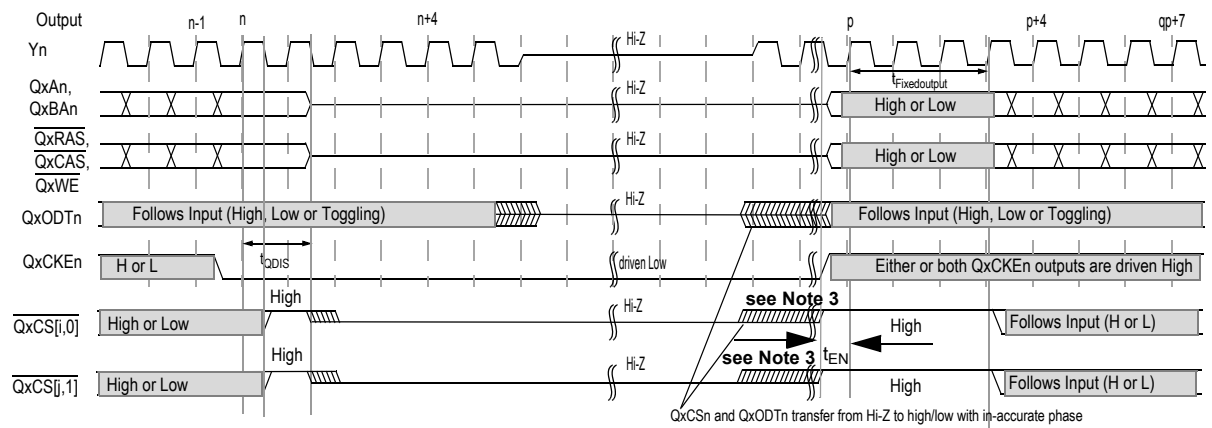 Output n-1 n n+4 p p+4 qp+7
Yn Hi-Z
tFixedoutput
QxAn,
QxBAn Hi-Z High or Low
QxRAS,
QxCAS, Hi-Z High or Low
QxWE
QxODTn Follows Input (High, Low or Toggling) Hi-Z Follows Input (High, Low or Toggling)
QxCKEn H or L tQDIS driven Low Either or both QxCKEn outputs are driven High
High Hi-Z see Note 3
QxCS[i,0] High or Low High Follows Input (H or L)
High Hi-Z see Note 3 tEN
QxCS[j,1] High or Low High Follows Input (H or L)
QxCSn and QxODTn transfer from Hi-Z to high/low with in-accurate phase